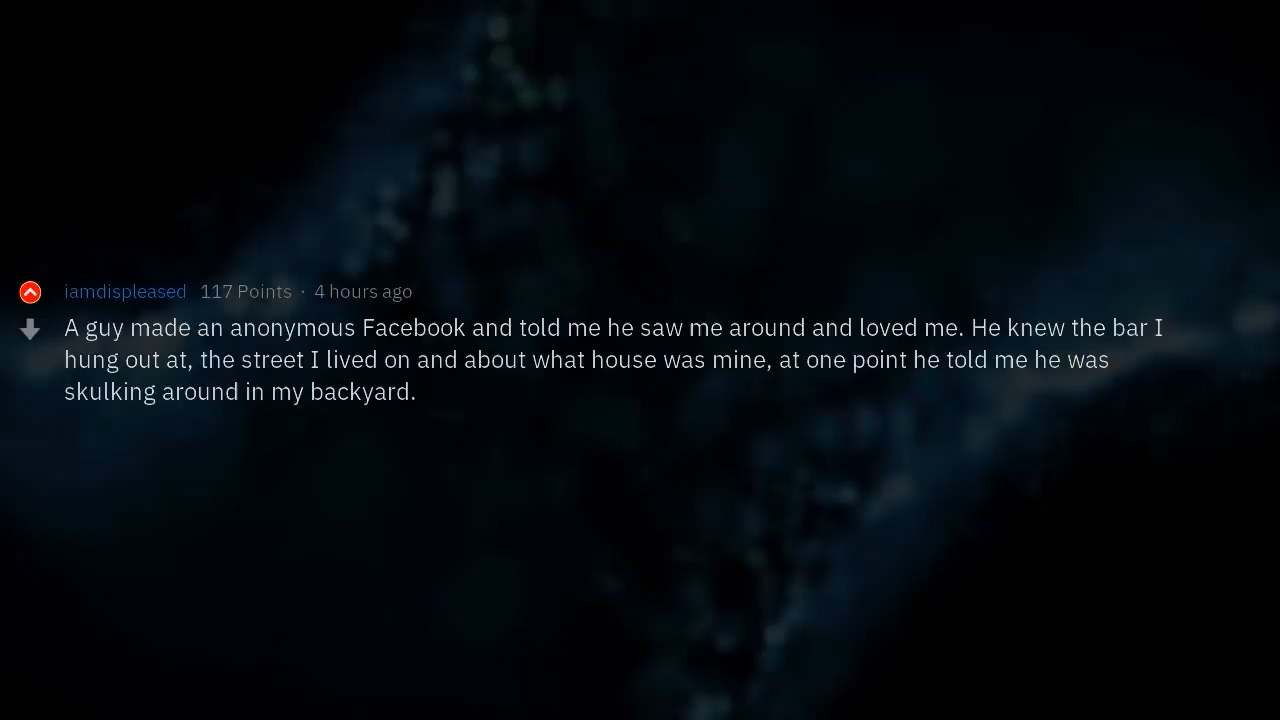 iamdispleased 117 Points · 4 hours ago
A guy made an anonymous Facebook and told me he saw me around and loved me. He knew the bar I
hung out at, the street I lived on and about what house was mine, at one point he told me he was
skulking around in my backyard.